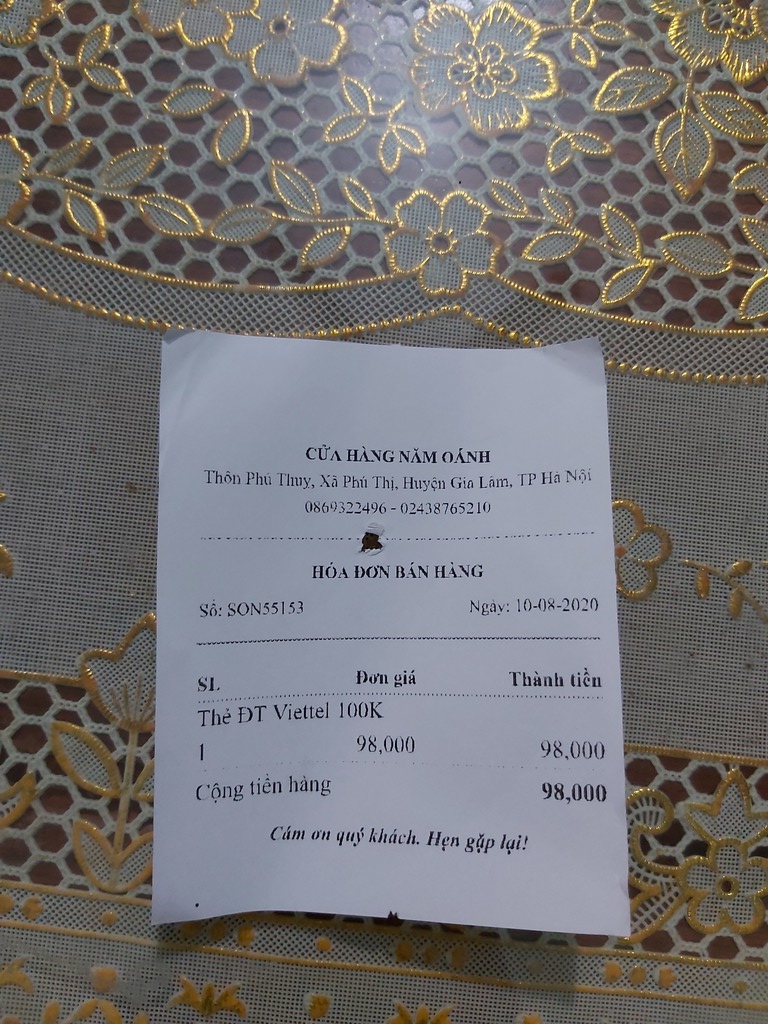 CỬA HÀNG NĂM OÁNH
Thôn Phú Thuỵ, Xã Phú Thị, Huyện Gia Lâm, TP Hà Nội
0869322496 - 02438765210
HÓA ĐƠN BÁN HÀNG
Số: SON55153 Ngày: 10-08-2020
SL Đơn giá Thành tiền
Thẻ ĐT Viettel 100K
1 98,000 98,000
Cộng tiền hàng 98,000
Cám ơn quý khách. Hẹn gặp lại!